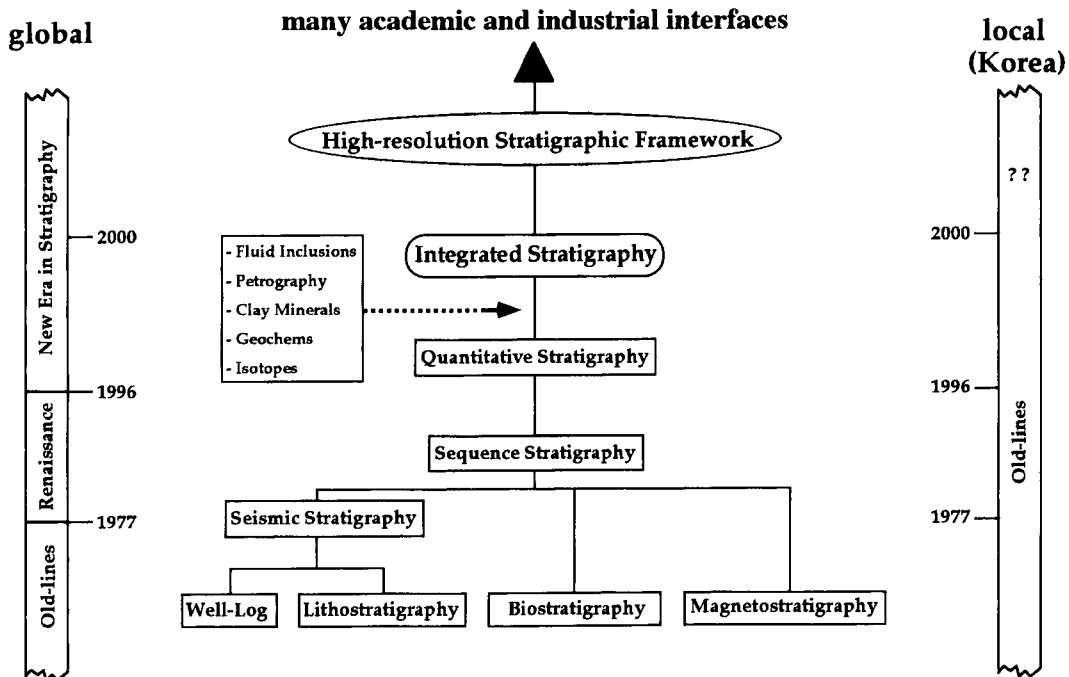 many academic and industrial interfaces
global
local
(Korea)
High-resolution Stratigraphic Framework
? ?
New Era in Stratigraphy
2000
2000
- Fluid Inclusions
- Petrography
- Clay Minerals
- Geochems
- Isotopes
Integrated Stratigraphy
Quantitative Stratigraphy
1996
1996
Renaissance
Old-lines
Sequence Stratigraphy
Seismic Stratigraphy
1977
1977
Old-lines
Well-Log
Lithostratigraphy
Biostratigraphy
Magnetostratigraphy